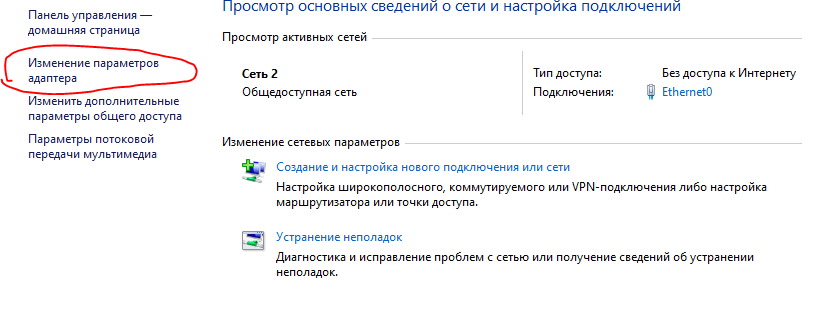 Панель управления —
домашняя страница
Изменение параметров
адаптера
Изменить дополнительные
параметры общего доступа
Параметры потоковой
передачи мультимедиа
Просмотр основных сведений о сети и настройка подключений
Просмотр активных сетей
Сеть 2
Общедоступная сеть
Тип доступа: Без доступа к Интернету
Подключения: Ethernet0
Изменение сетевых параметров
Создание и настройка нового подключения или сети
Настройка широкополосного, коммутируемого или VPN-подключения либо настройка
маршрутизатора или точки доступа.
Устранение неполадок
Диагностика и исправление проблем с сетью или получение сведений об устранении
неполадок.